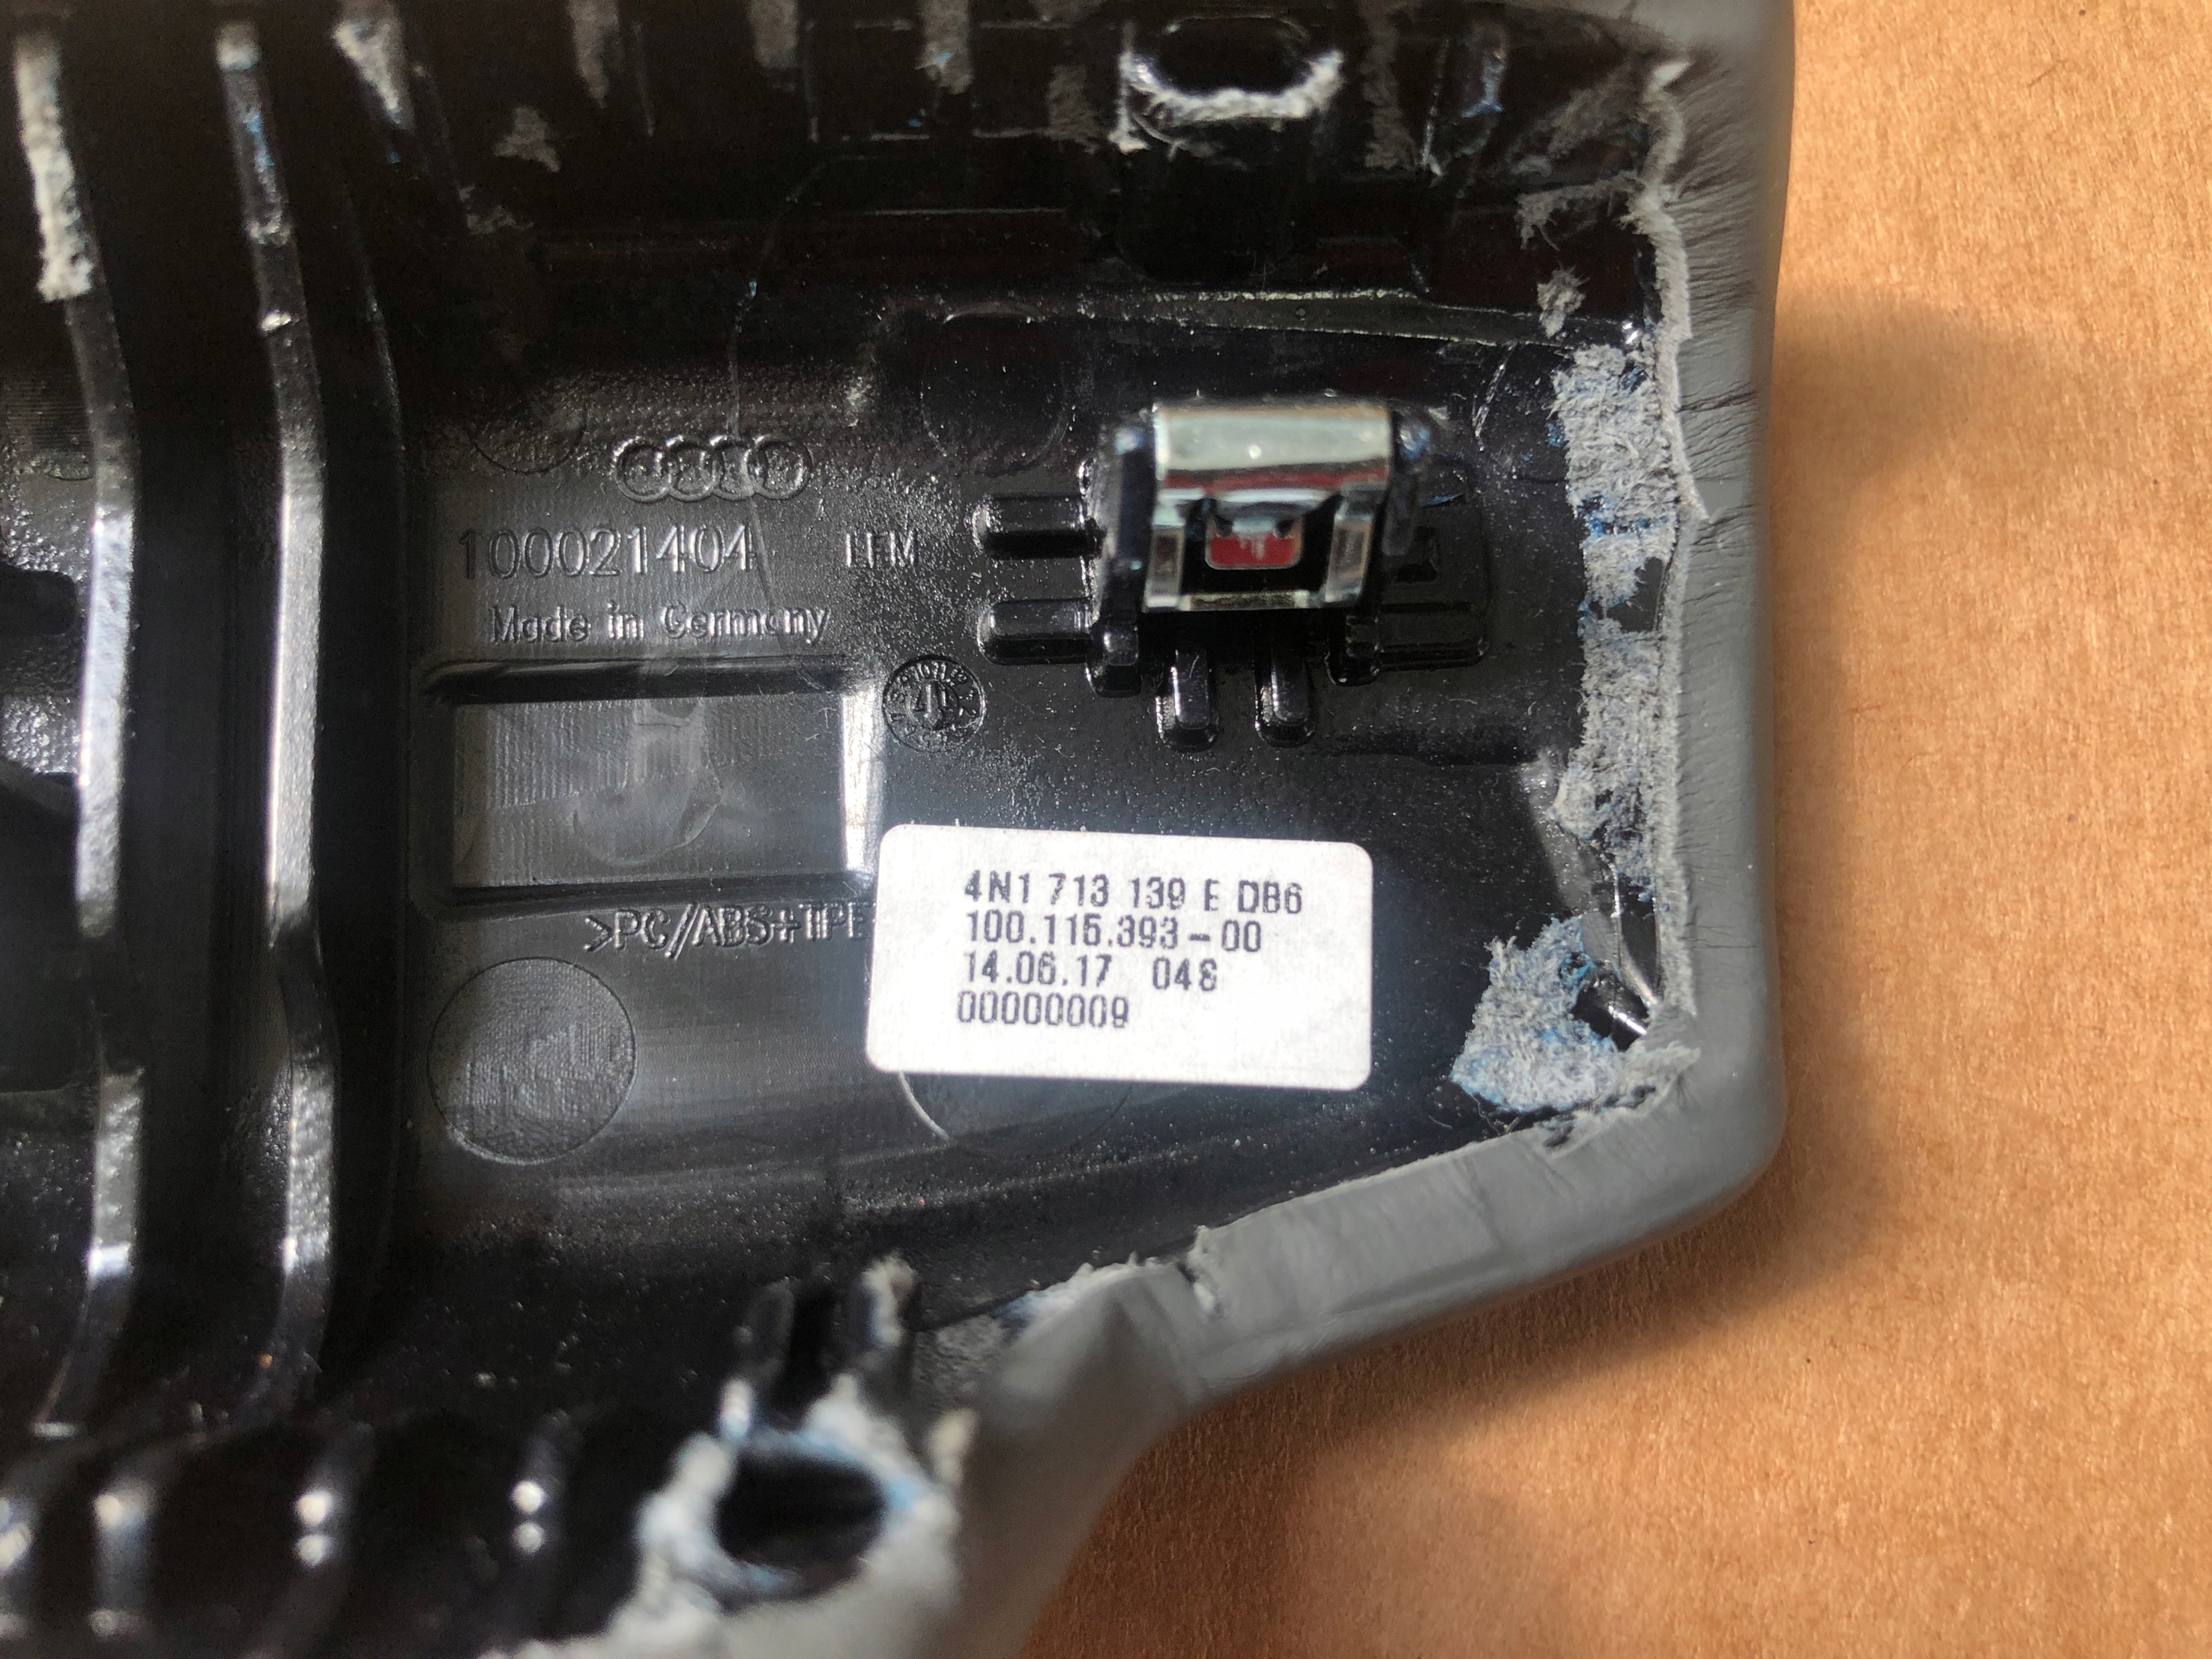 100021404 LFM
Made in Germany
>PC//ABS+TPE
4N1 713 139 E DB6
100.115.393-00
14.06.17 048
00000009